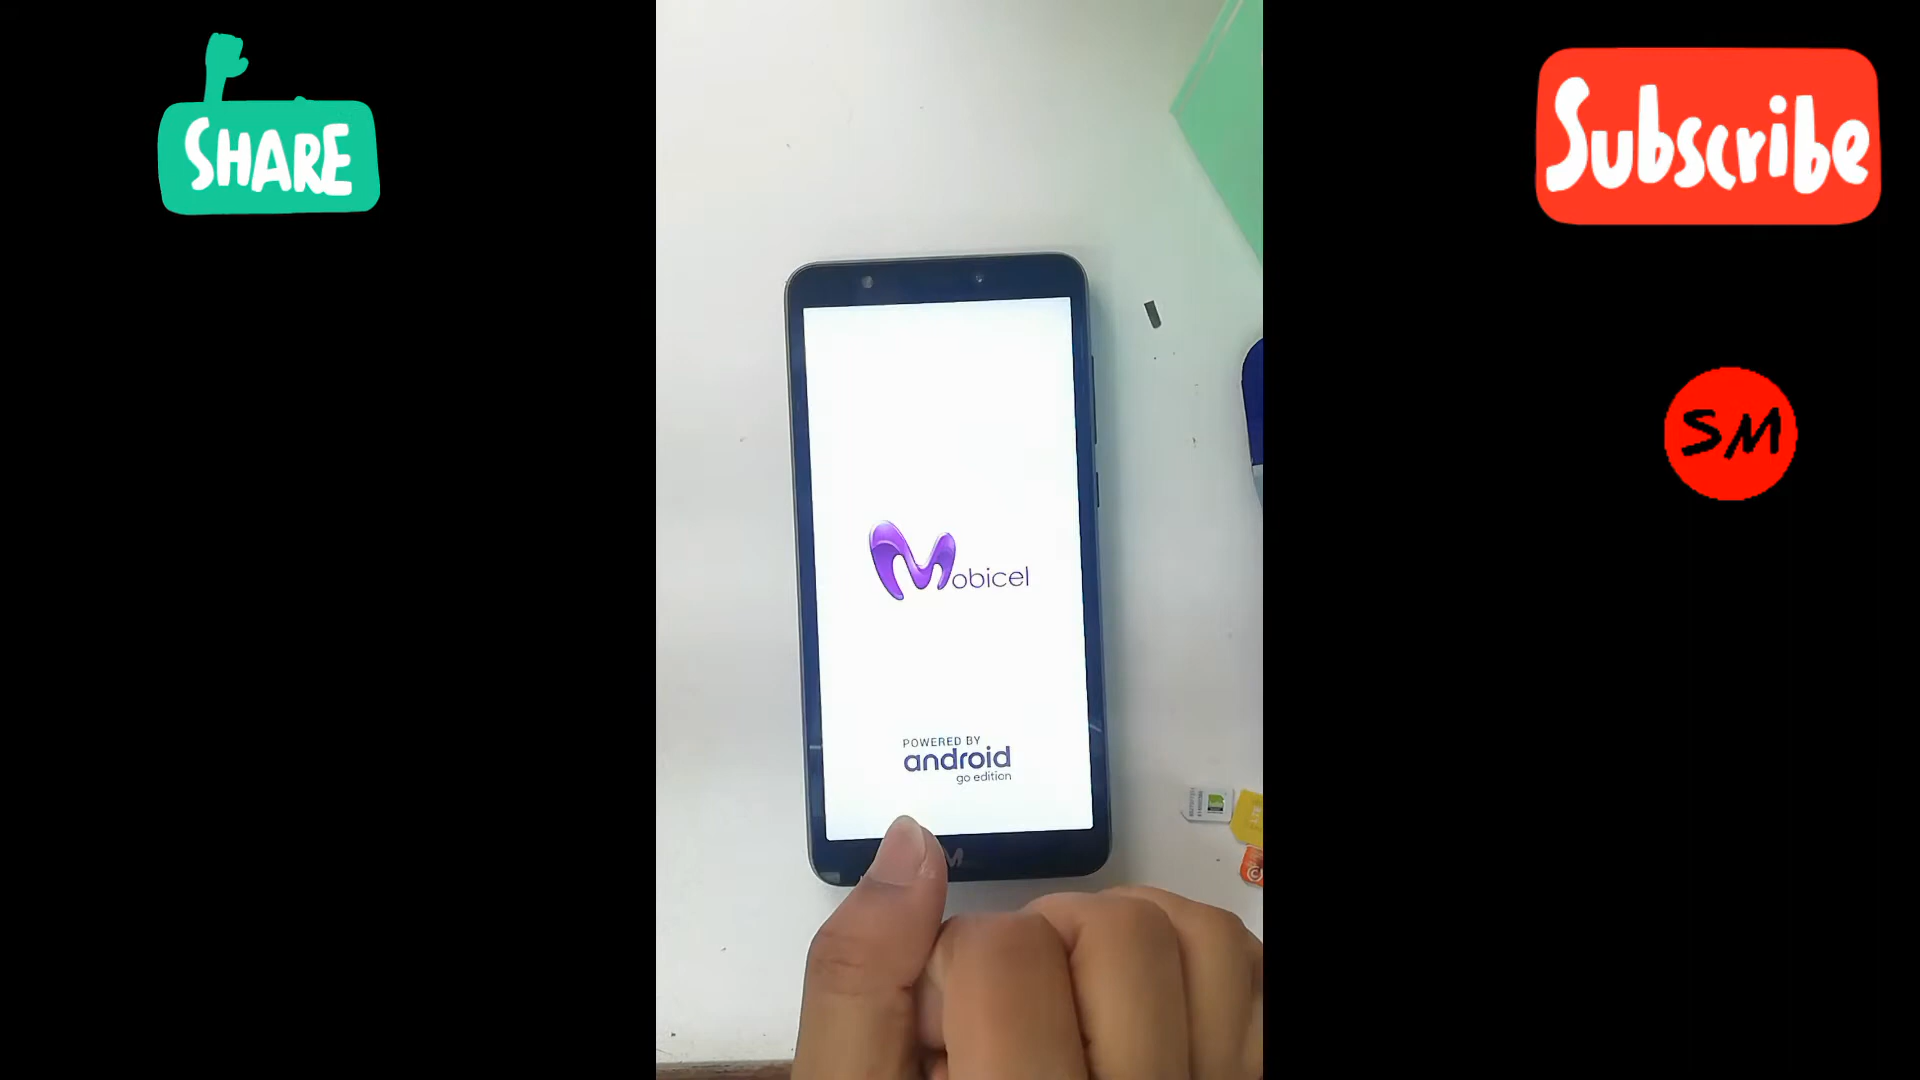 SHARE
Subscribe
SM
Mobicel
POWERED BY
android
go edition